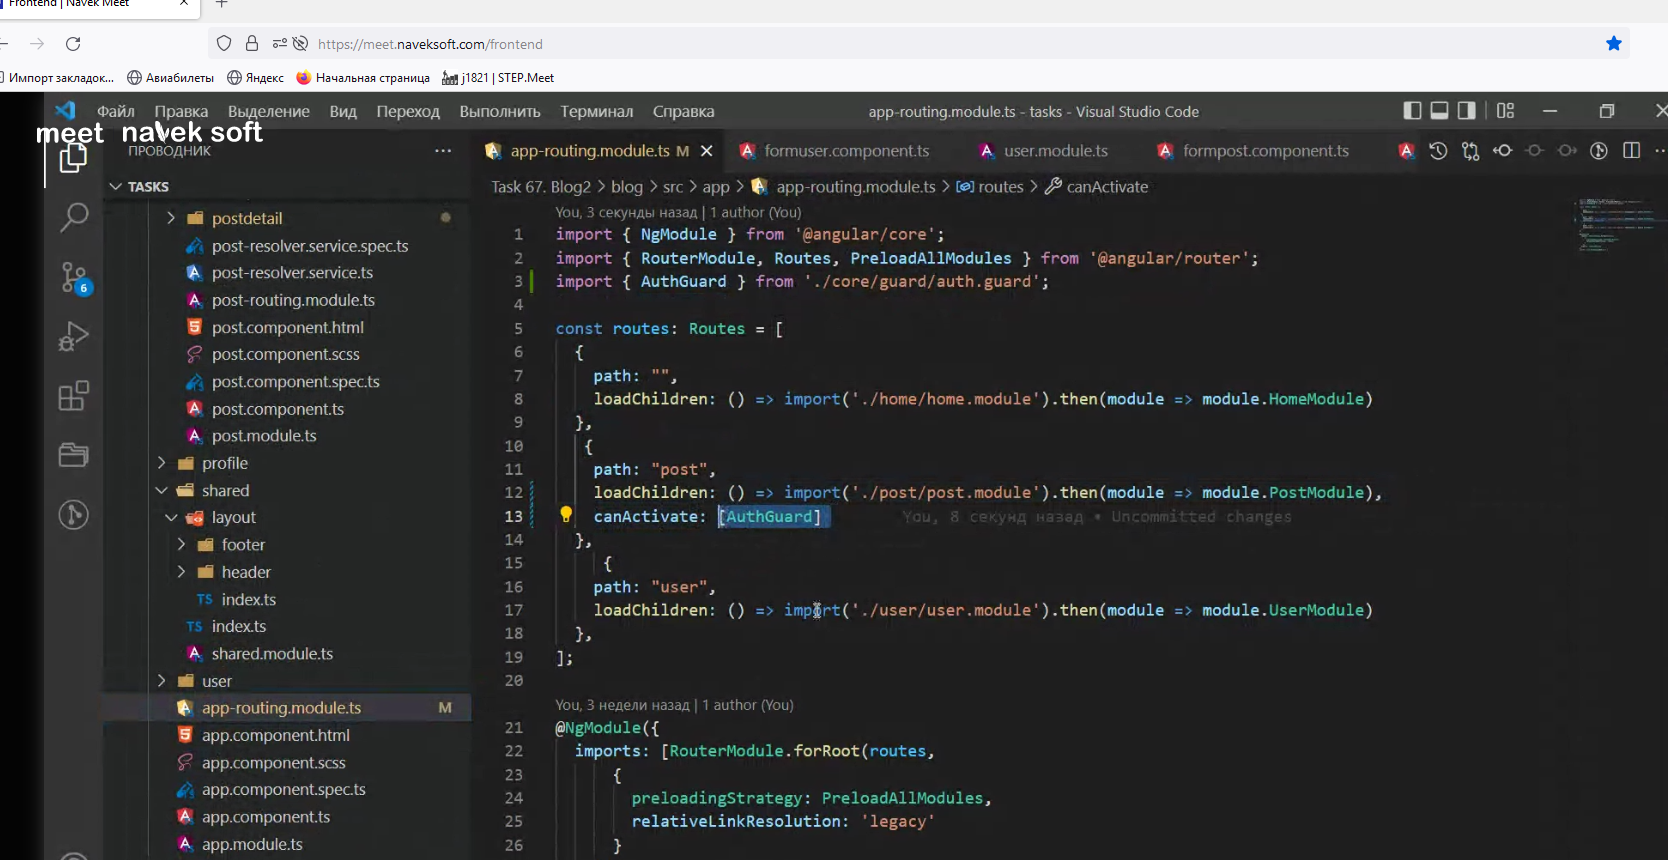 Frontend | Navek Meet
https://meet.naveksoft.com/frontend
Импорт закладок... Авиабилеты Яндекс Начальная страница j1821 | STEP.Meet
Файл Правка Выделение Вид Переход Выполнить Терминал Справка app-routing.module.ts - tasks - Visual Studio Code
meet navek soft
ПРОВОДНИК
TASKS
postdetail
post-resolver.service.spec.ts
post-resolver.service.ts
post-routing.module.ts
post.component.html
post.component.scss
post.component.spec.ts
post.component.ts
post.module.ts
profile
shared
layout
footer
header
index.ts
index.ts
shared.module.ts
user
app-routing.module.ts M
app.component.html
app.component.scss
app.component.spec.ts
app.component.ts
app.module.ts
6
app-routing.module.ts M formuser.component.ts user.module.ts formpost.component.ts
Task 67. Blog2 > blog > src > app > app-routing.module.ts > routes > canActivate
You, 3 секунды назад | 1 author (You)
1 import { NgModule } from '@angular/core';
2 import { RouterModule, Routes, PreloadAllModules } from '@angular/router';
3 import { AuthGuard } from './core/guard/auth.guard';
4
5 const routes: Routes = [
6 {
7 path: "",
8 loadChildren: () => import('./home/home.module').then(module => module.HomeModule)
9 },
10 {
11 path: "post",
12 loadChildren: () => import('./post/post.module').then(module => module.PostModule),
13 canActivate: [AuthGuard] You, 8 секунд назад • Uncommitted changes
14 },
15 {
16 path: "user",
17 loadChildren: () => import('./user/user.module').then(module => module.UserModule)
18 },
19 ];
20
You, 3 недели назад | 1 author (You)
21 @NgModule({
22 imports: [RouterModule.forRoot(routes,
23 {
24 preloadingStrategy: PreloadAllModules,
25 relativeLinkResolution: 'legacy'
26 }